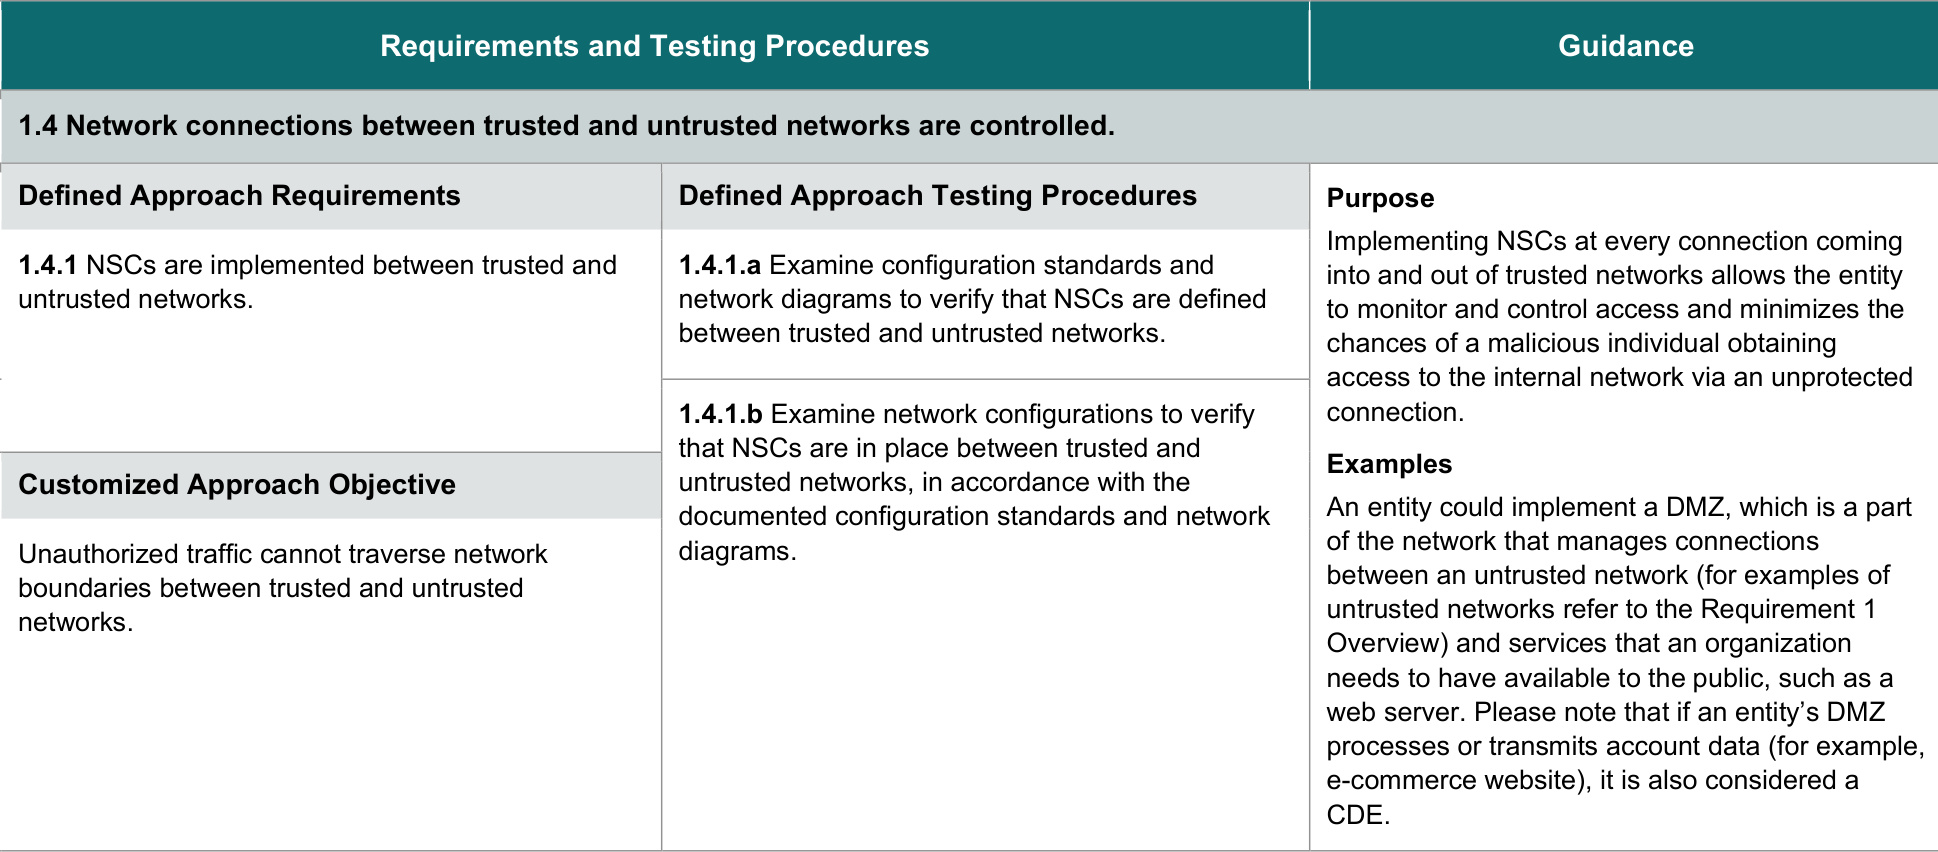 Requirements and Testing Procedures
Guidance
1.4 Network connections between trusted and untrusted networks are controlled.
Defined Approach Requirements
1.4.1 NSCs are implemented between trusted and
untrusted networks.
Customized Approach Objective
Unauthorized traffic cannot traverse network
boundaries between trusted and untrusted
networks.
Defined Approach Testing Procedures
1.4.1.a Examine configuration standards and
network diagrams to verify that NSCs are defined
between trusted and untrusted networks.
1.4.1.b Examine network configurations to verify
that NSCs are in place between trusted and
untrusted networks, in accordance with the
documented configuration standards and network
diagrams.
Purpose
Implementing NSCs at every connection coming
into and out of trusted networks allows the entity
to monitor and control access and minimizes the
chances of a malicious individual obtaining
access to the internal network via an unprotected
connection.
Examples
An entity could implement a DMZ, which is a part
of the network that manages connections
between an untrusted network (for examples of
untrusted networks refer to the Requirement 1
Overview) and services that an organization
needs to have available to the public, such as a
web server. Please note that if an entity’s DMZ
processes or transmits account data (for example,
e-commerce website), it is also considered a
CDE.